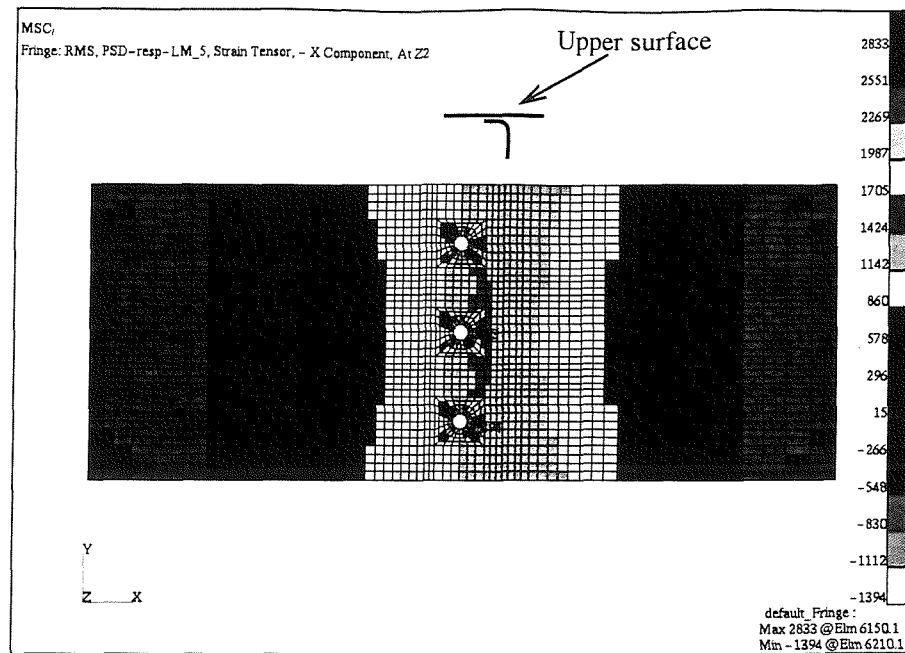 MSC
Fringe: RMS, PSD-resp-LM_5, Strain Tensor, - X Component, At Z2
Upper surface
2833
2551
2269
1987
1705
1424
1142
860
578
296
15
-266
-548
-830
-1112
-1394
Y
Z X
default_Fringe :
Max 2833 @Elm 6150.1
Min -1394 @Elm 6210.1